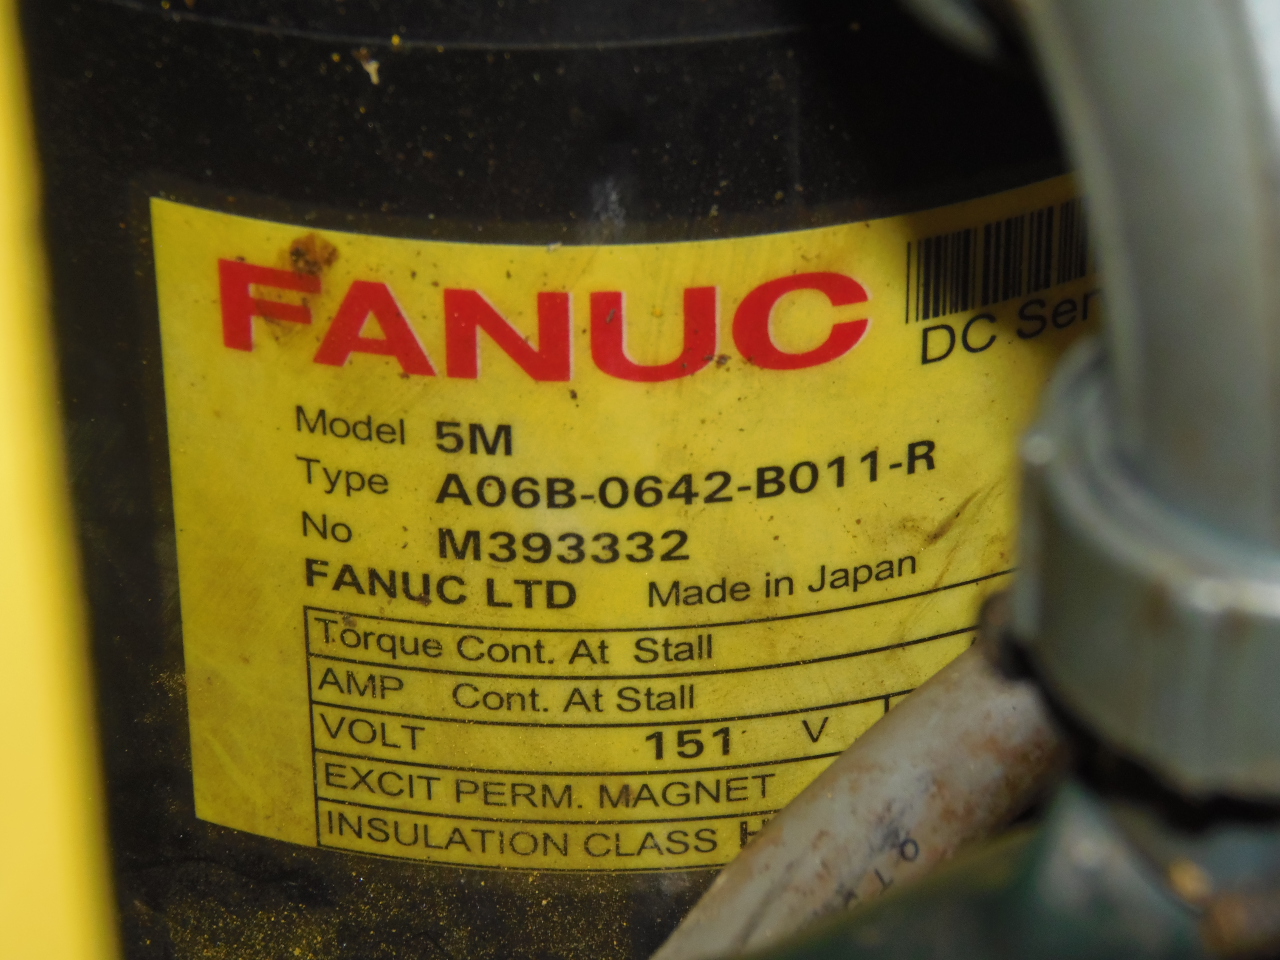 FANUC
DC Ser
Model 5M
Type A06B-0642-B011-R
No M393332
FANUC LTD Made in Japan
Torque Cont. At Stall
AMP Cont. At Stall
VOLT 151 V
EXCIT PERM. MAGNET
INSULATION CLASS H